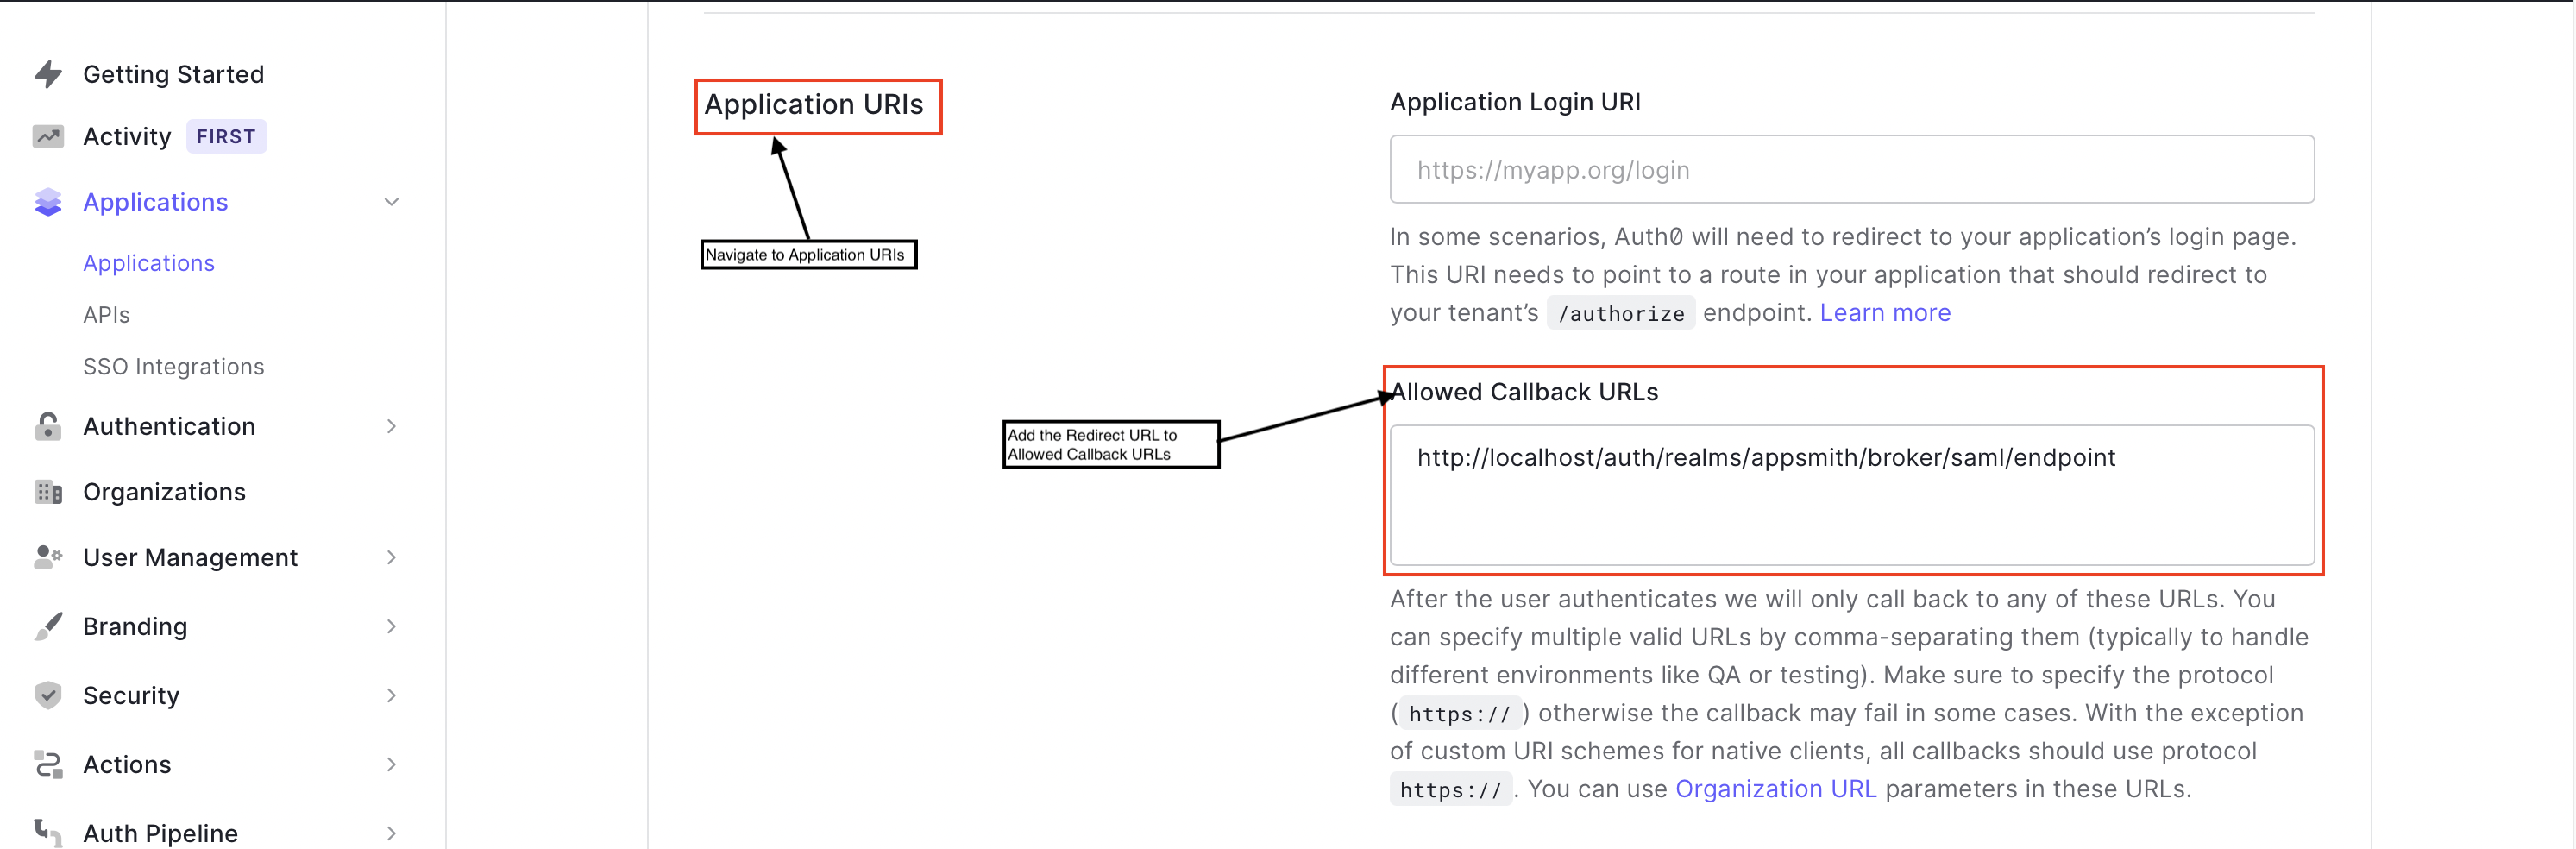 Getting Started
Activity FIRST
Applications
Applications
APIs
SSO Integrations
Authentication
Organizations
User Management
Branding
Security
Actions
Auth Pipeline
Application URIs
Navigate to Application URIs
Add the Redirect URL to
Allowed Callback URLs
Application Login URI
https://myapp.org/login
In some scenarios, Auth0 will need to redirect to your application’s login page.
This URI needs to point to a route in your application that should redirect to
your tenant’s /authorize endpoint. Learn more
Allowed Callback URLs
http://localhost/auth/realms/appsmith/broker/saml/endpoint
After the user authenticates we will only call back to any of these URLs. You
can specify multiple valid URLs by comma-separating them (typically to handle
different environments like QA or testing). Make sure to specify the protocol
( https:// ) otherwise the callback may fail in some cases. With the exception
of custom URI schemes for native clients, all callbacks should use protocol
https:// . You can use Organization URL parameters in these URLs.